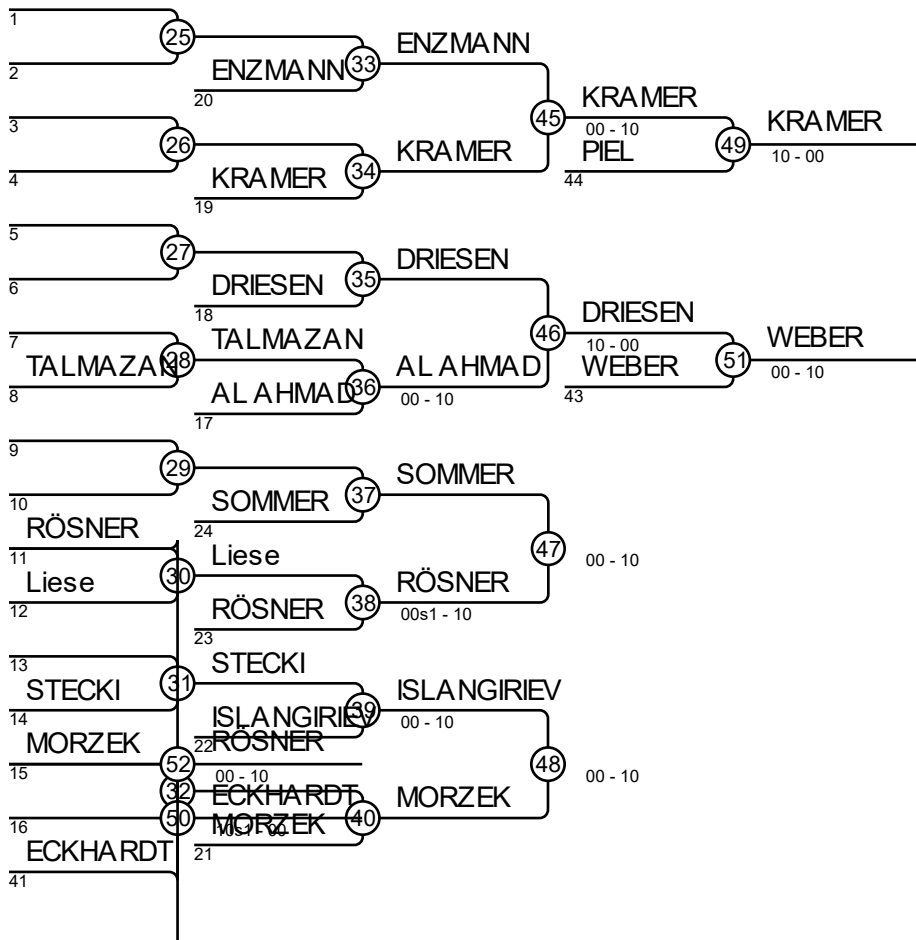 1
25
ENZMANN
2
ENZMANN
33
20
KRAMER
3
45
00 - 10
KRAMER
26
KRAMER
PIEL
49
10 - 00
4
KRAMER
34
44
19
5
27
DRIESEN
6
DRIESEN
35
18
DRIESEN
7
TALMAZAN
46
10 - 00
WEBER
TALMAZAN
28
AL AHMAD
WEBER
51
00 - 10
8
AL AHMAD
36
00 - 10
43
17
9
29
SOMMER
10
SOMMER
37
24
RÖSNER
11
Liese
47
00 - 10
Liese
30
RÖSNER
12
RÖSNER
38
00s1 - 10
23
13
STECKI
STECKI
31
ISLANGIRIEV
14
ISLANGIRIEV
39
00 - 10
22
MORZEK
RÖSNER
15
52
00 - 10
48
00 - 10
32
ECKHARDT
MORZEK
16
50
10s1 - 00
MORZEK
40
21
ECKHARDT
41